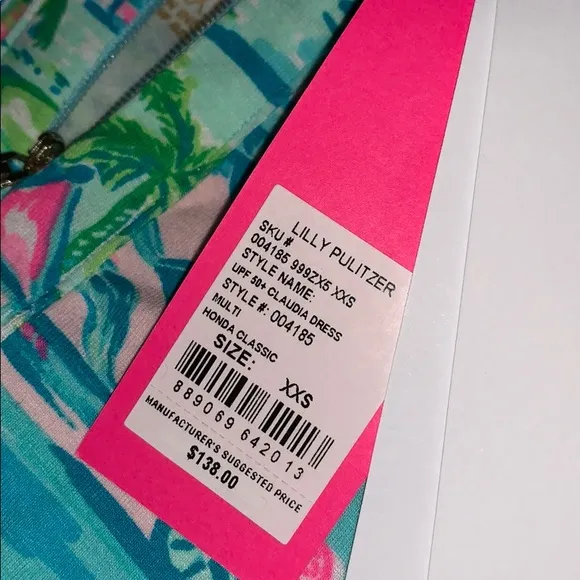 LILLY PULITZER
SKU #
004185 999ZX5 XXS
STYLE NAME:
UPF 50+ CLAUDIA DRESS
STYLE #: 004185
MULTI
HONDA CLASSIC
SIZE:
XXS
889069 642013
MANUFACTURER'S SUGGESTED PRICE
$138.00